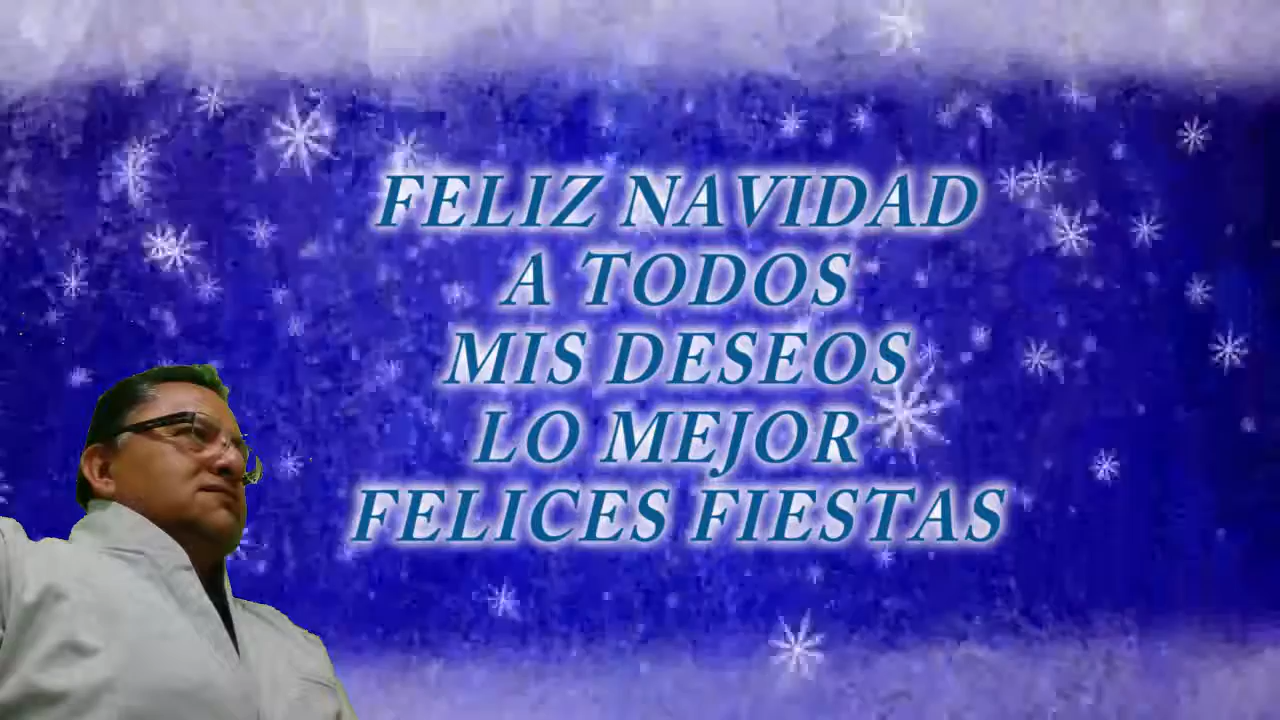 FELIZ NAVIDAD
A TODOS
MIS DESEOS
LO MEJOR
FELICES FIESTAS